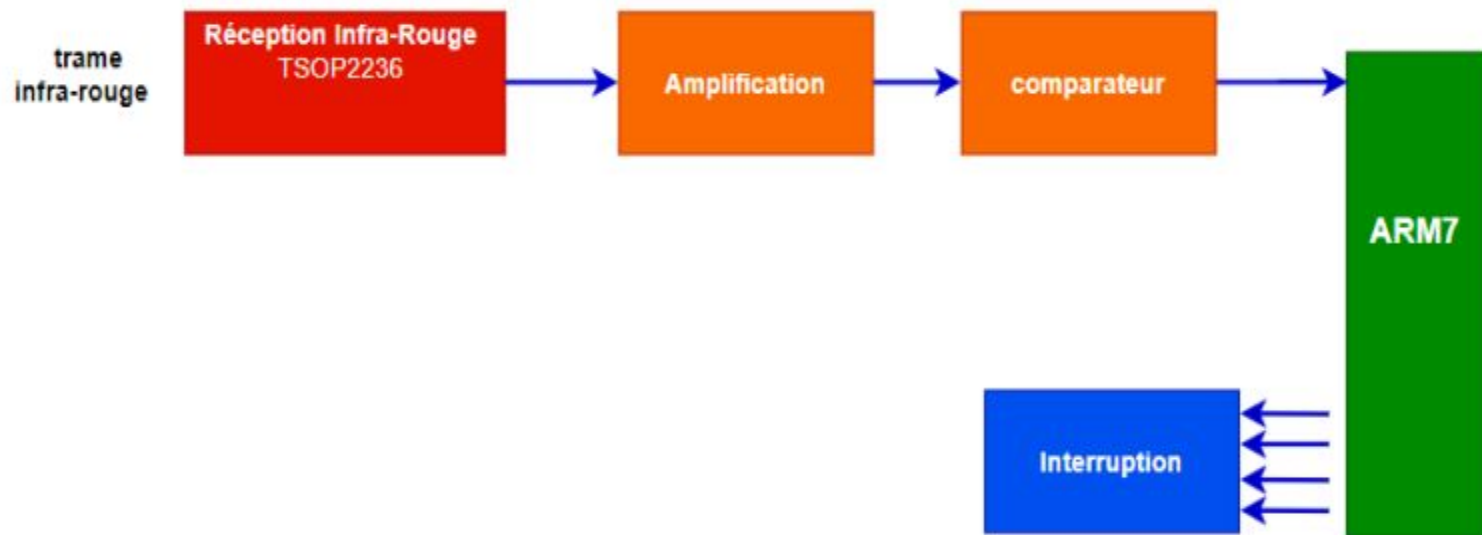 trame
infra-rouge
Réception Infra-Rouge
TSOP2236
Amplification
comparateur
ARM7
Interruption